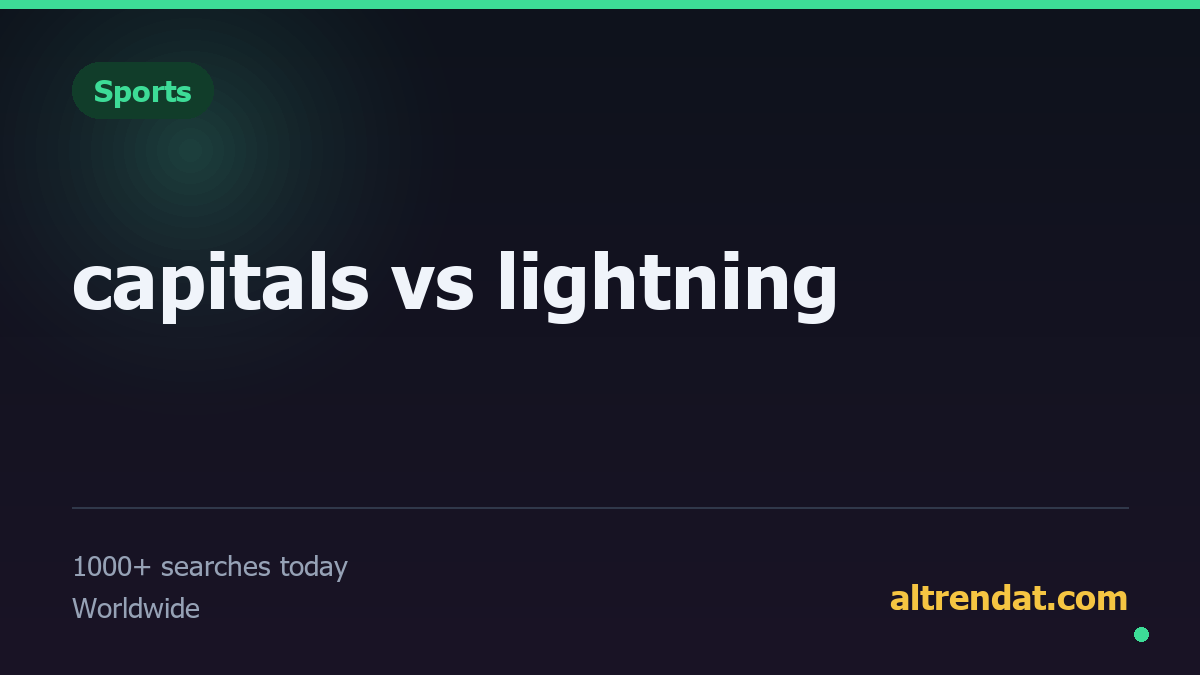 Sports
capitals vs lightning
1000+ searches today
Worldwide
altrendat.com